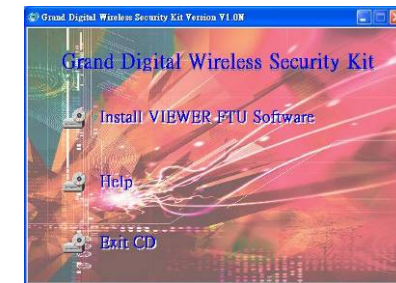 Grand Digital Wireless Security Kit Version V1.0N
Grand Digital Wireless Security Kit
Install VIEWER FTU Software
Help
Exit CD